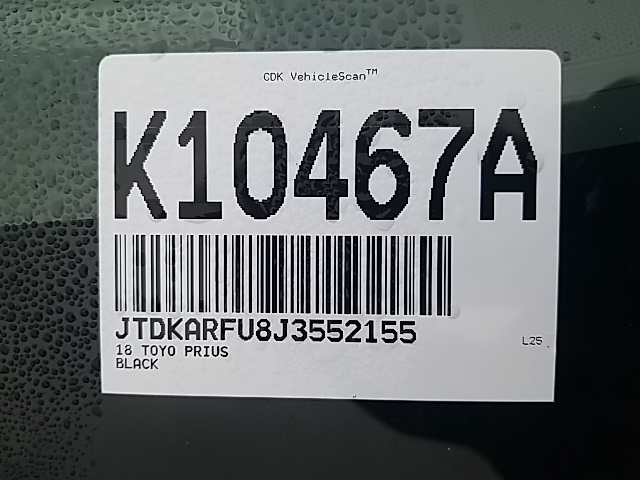 CDK VehicleScan™
K10467A
JTDKARFU8J3552155
18 TOYO PRIUS
BLACK
L25